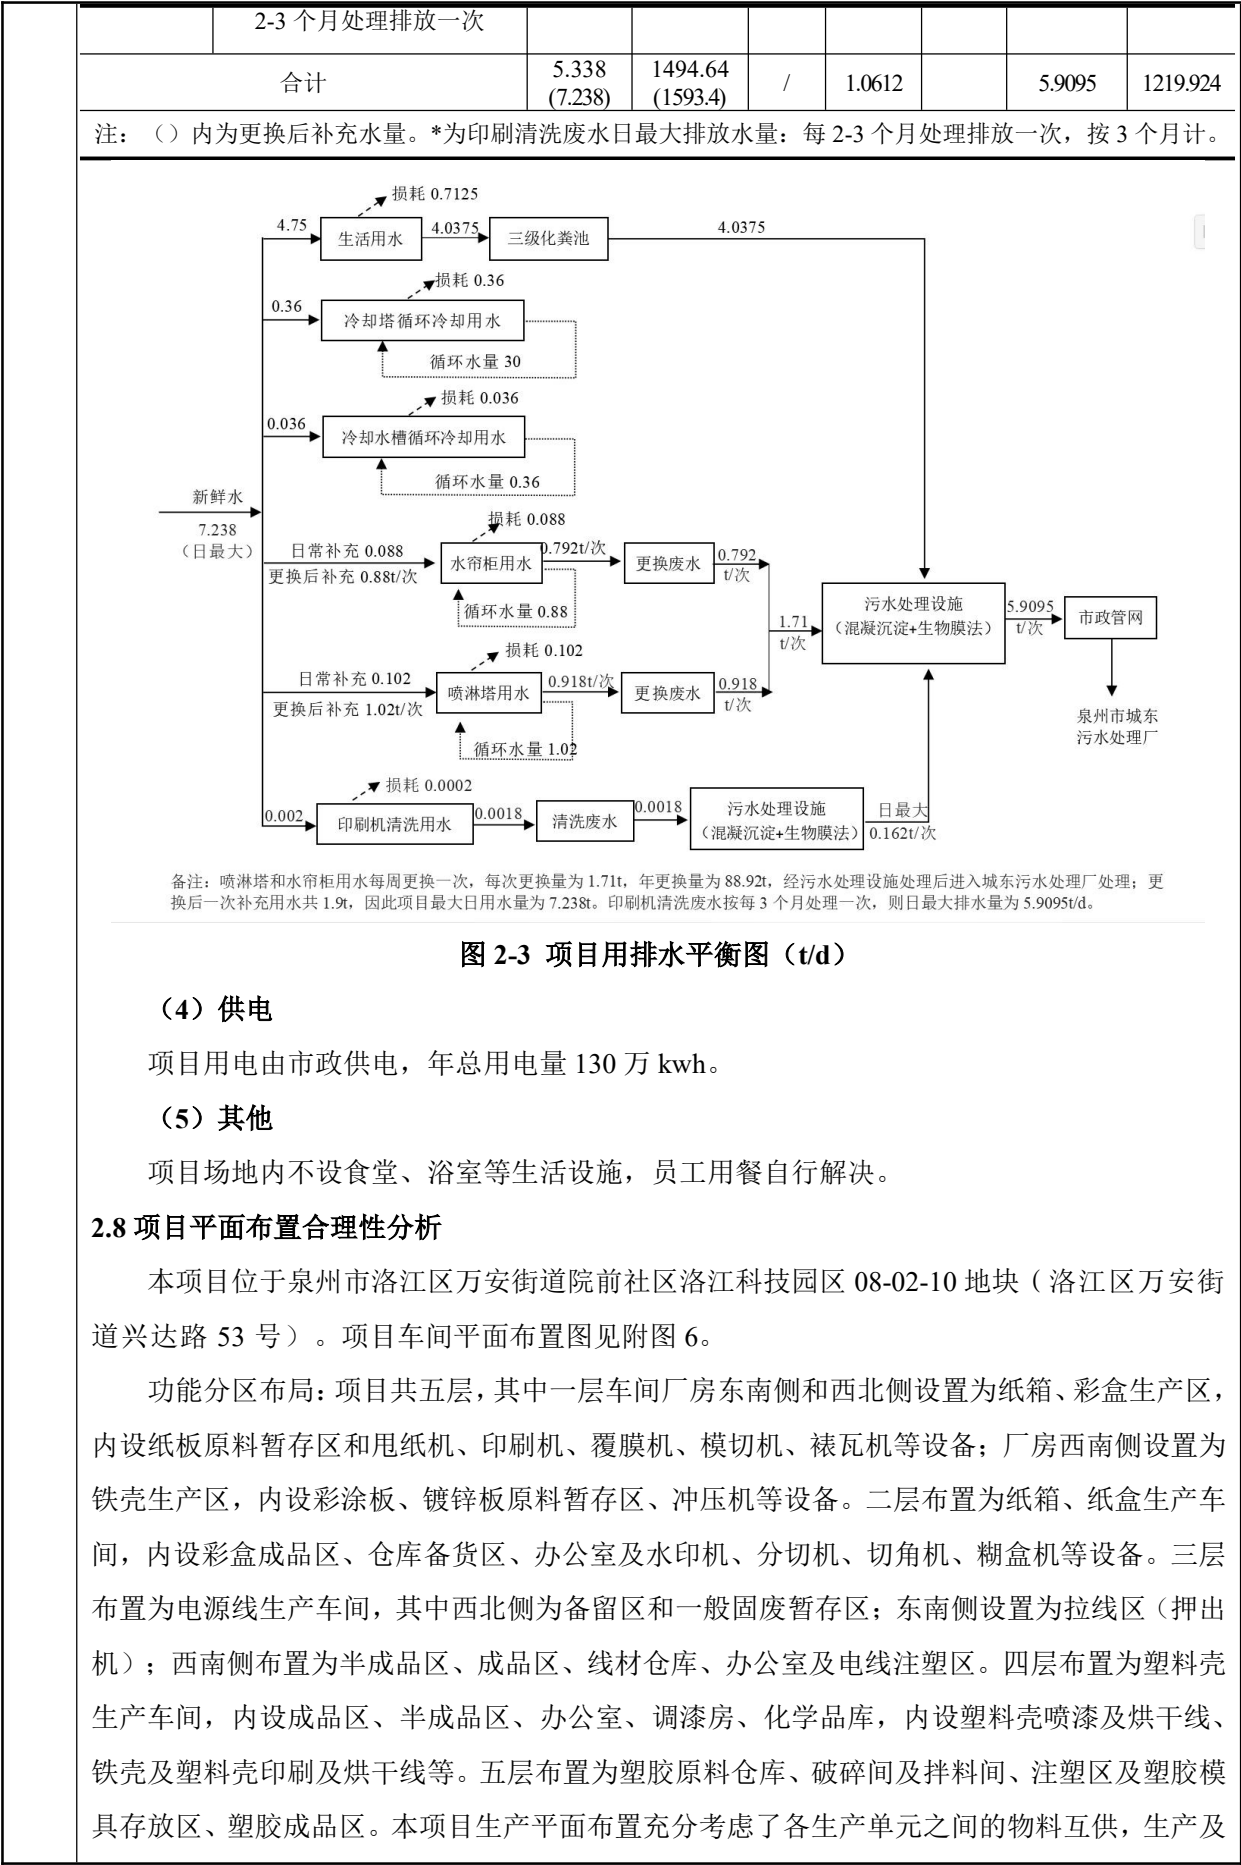 2-3 个月处理排放一次
合计 5.338 (7.238) 1494.64 (1593.4) / 1.0612 5.9095 1219.924
注：（）内为更换后补充水量。*为印刷清洗废水日最大排放水量：每 2-3 个月处理排放一次，按 3 个月计。
损耗 0.7125
4.75
生活用水
4.0375
三级化粪池
4.0375
损耗 0.36
0.36
冷却塔循环冷却用水
循环水量 30
损耗 0.036
0.036
冷却水槽循环冷却用水
循环水量 0.36
新鲜水
7.238
（日最大）
损耗 0.088
日常补充 0.088
更换后补充 0.88t/次
水帘柜用水
0.792t/次
更换废水
0.792
t/次
循环水量 0.88
1.71
t/次
污水处理设施
（混凝沉淀+生物膜法）
5.9095
t/次
市政管网
泉州市城东
污水处理厂
损耗 0.102
日常补充 0.102
更换后补充 1.02t/次
喷淋塔用水
0.918t/次
更换废水
0.918
t/次
循环水量 1.02
损耗 0.0002
0.002
印刷机清洗用水
0.0018
清洗废水
0.0018
污水处理设施
（混凝沉淀+生物膜法）
日最大
0.162t/次
备注：喷淋塔和水帘柜用水每周更换一次，每次更换量为 1.71t，年更换量为 88.92t，经污水处理设施处理后进入城东污水处理厂处理；更
换后一次补充用水共 1.9t，因此项目最大日用水量为 7.238t。印刷机清洗废水按每 3 个月处理一次，则日最大排水量为 5.9095t/d。
图 2-3 项目用排水平衡图（t/d）
（4）供电
项目用电由市政供电，年总用电量 130 万 kwh。
（5）其他
项目场地内不设食堂、浴室等生活设施，员工用餐自行解决。
2.8 项目平面布置合理性分析
本项目位于泉州市洛江区万安街道院前社区洛江科技园区 08-02-10 地块（洛江区万安街
道兴达路 53 号）。项目车间平面布置图见附图 6。
功能分区布局：项目共五层，其中一层车间厂房东南侧和西北侧设置为纸箱、彩盒生产区，
内设纸板原料暂存区和甩纸机、印刷机、覆膜机、模切机、裱瓦机等设备；厂房西南侧设置为
铁壳生产区，内设彩涂板、镀锌板原料暂存区、冲压机等设备。二层布置为纸箱、纸盒生产车
间，内设彩盒成品区、仓库备货区、办公室及水印机、分切机、切角机、糊盒机等设备。三层
布置为电源线生产车间，其中西北侧为备留区和一般固废暂存区；东南侧设置为拉线区（押出
机）；西南侧布置为半成品区、成品区、线材仓库、办公室及电线注塑区。四层布置为塑料壳
生产车间，内设成品区、半成品区、办公室、调漆房、化学品库，内设塑料壳喷漆及烘干线、
铁壳及塑料壳印刷及烘干线等。五层布置为塑胶原料仓库、破碎间及拌料间、注塑区及塑胶模
具存放区、塑胶成品区。本项目生产平面布置充分考虑了各生产单元之间的物料互供，生产及